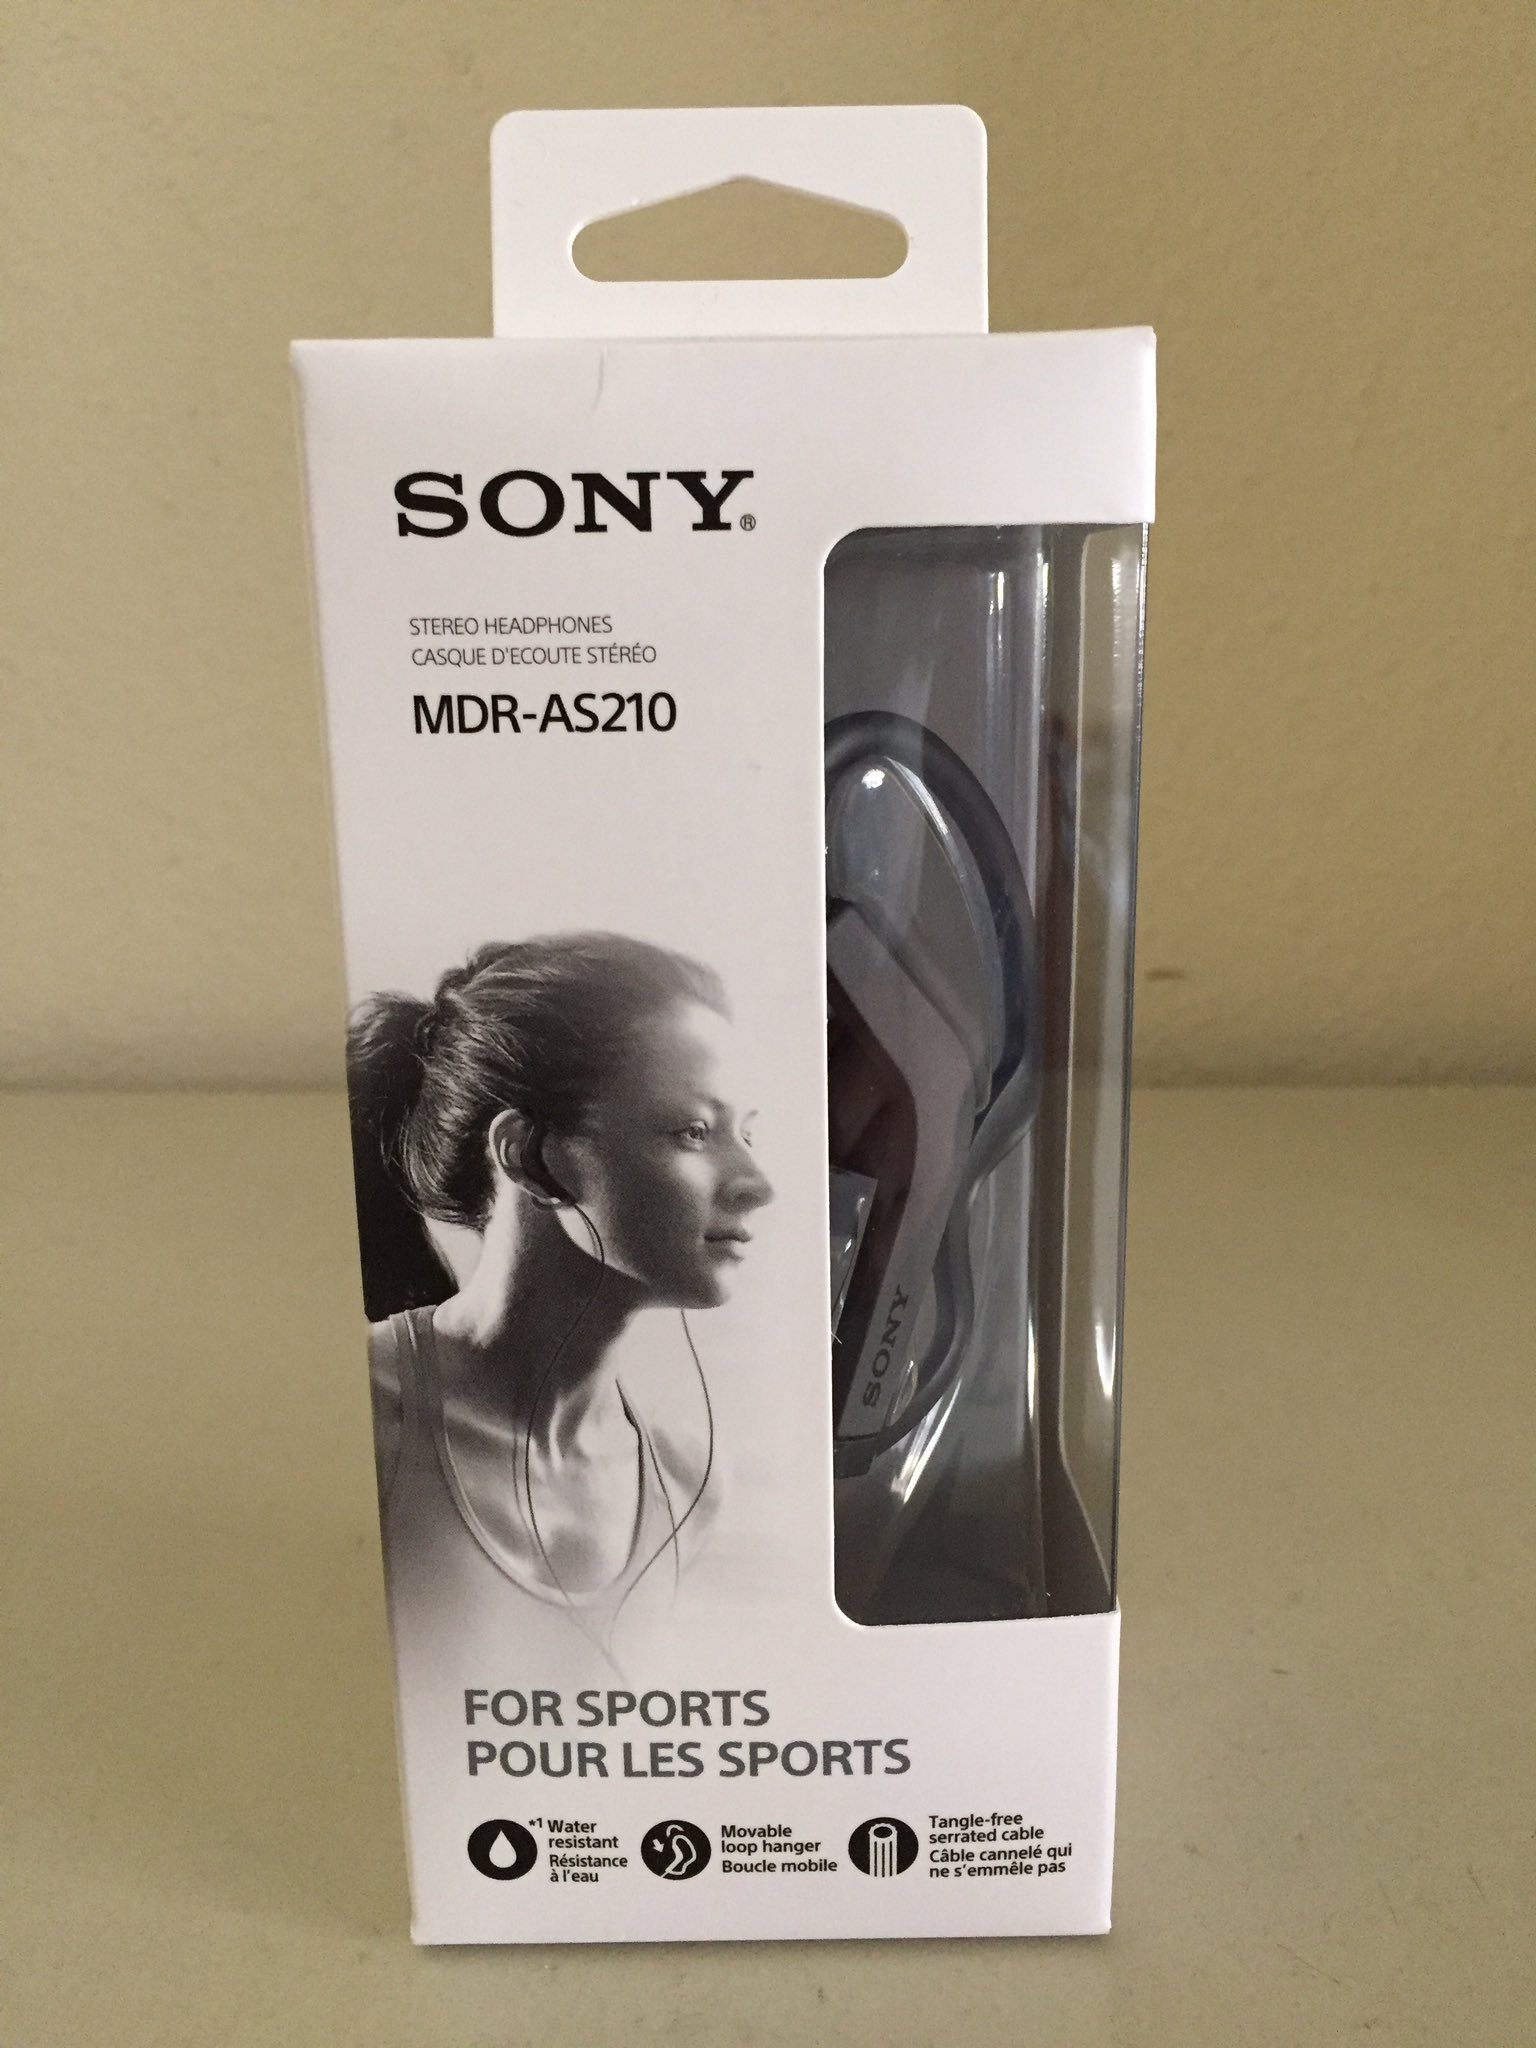 SONY®
STEREO HEADPHONES
CASQUE D'ECOUTE STÉRÉO
MDR-AS210
SONY
FOR SPORTS
POUR LES SPORTS
*1 Water
resistant
Résistance
à l'eau
Movable
loop hanger
Boucle mobile
Tangle-free
serrated cable
Câble cannelé qui
ne s'emmêle pas